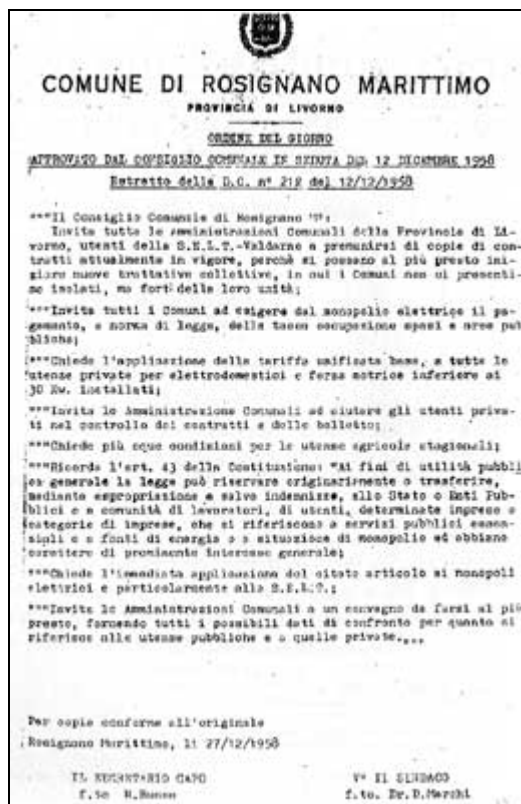 COMUNE DI ROSIGNANO MARITTIMO
PROVINCIA DI LIVORNO
ORDINE DEL GIORNO
APPROVATO DAL CONSIGLIO COMUNALE IN SEDUTA DEL 12 DICEMBRE 1958
Estratto della D.C. n° 212 del 12/12/1958
"""Il Consiglio Comunale di Rosignano
Invita tutte le Amministrazioni Comunali della Provincia di Li-
vorno, utenti della S.E.L.T.-Valdarno a premunirsi di copie di con-
tratti attualmente in vigore, perchè si possano al più presto ini-
ziare nuove trattative collettive, in cui i Comuni non si presenti-
no isolati, ma forti della loro unità;
"""Invita tutti i Comuni ad esigere dal monopolio elettrico il pa-
gamento, a norma di legge, della tassa occupazione spazi e aree pub-
bliche;
"""Chiede l'applicazione della tariffa unificata base, a tutte le
utenze private per elettrodomestici e forza motrice inferiore ai
30 Kw. installati;
"""Invita le Amministrazioni Comunali ad aiutare gli utenti priva-
ti nel controllo dei contratti e delle bollette;
"""Chiede più eque condizioni per le utenze agricole stagionali;
"""Ricorda l'art. 43 della Costituzione: "Ai fini di utilità pubbli
ca generale la legge può riservare originariamente o trasferire,
mediante espropriazione e salvo indennizzo, allo Stato o Enti Pub-
blici o a comunità di lavoratori, di utenti, determinate imprese o
categorie di imprese, che si riferiscono a servizi pubblici essen-
ziali o a fonti di energia o a situazione di monopolio ed abbiano
carattere di preminente interesse generale;
"""Chiede l'immediata applicazione del citato articolo ai monopoli
elettrici e particolarmente alla S.E.L.T.;
"""Invita le Amministrazioni Comunali a un convegno da farsi al più
presto, fornendo tutti i possibili dati di confronto per quanto si
riferisce alle utenze pubbliche e a quelle private....
Per copia conforme all'originale
Rosignano Marittimo, lì 27/12/1958
IL SEGRETARIO CAPO
f.to
V° IL SINDACO
f.to. Dr. D. Marchi